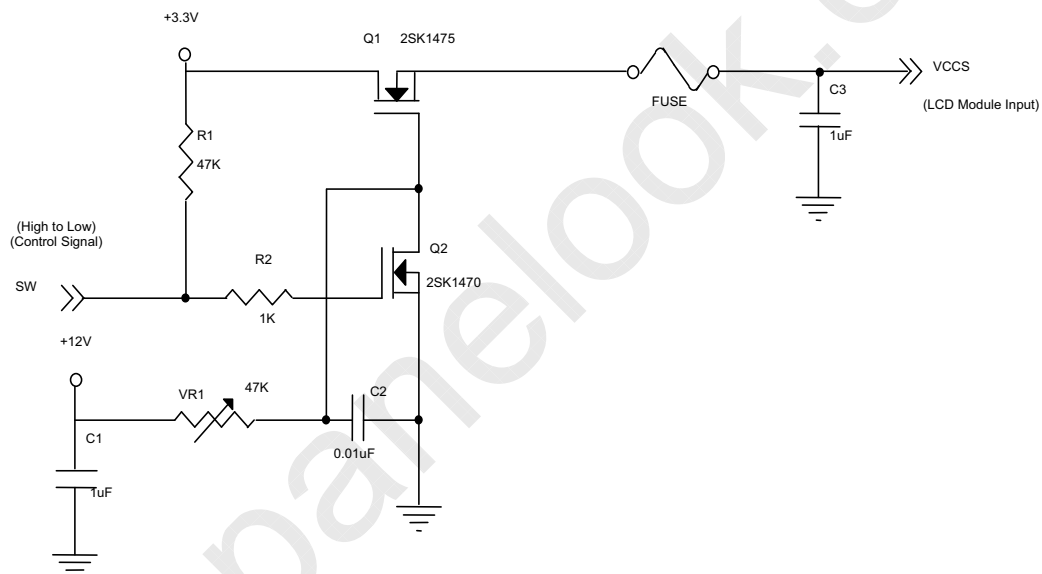 +3.3V
Q1 2SK1475
VCCS
FUSE
C3
(LCD Module Input)
R1
1uF
47K
(High to Low)
(Control Signal)
Q2
R2
SW
2SK1470
1K
+12V
VR1
47K
C2
C1
0.01uF
1uF
panelook.c